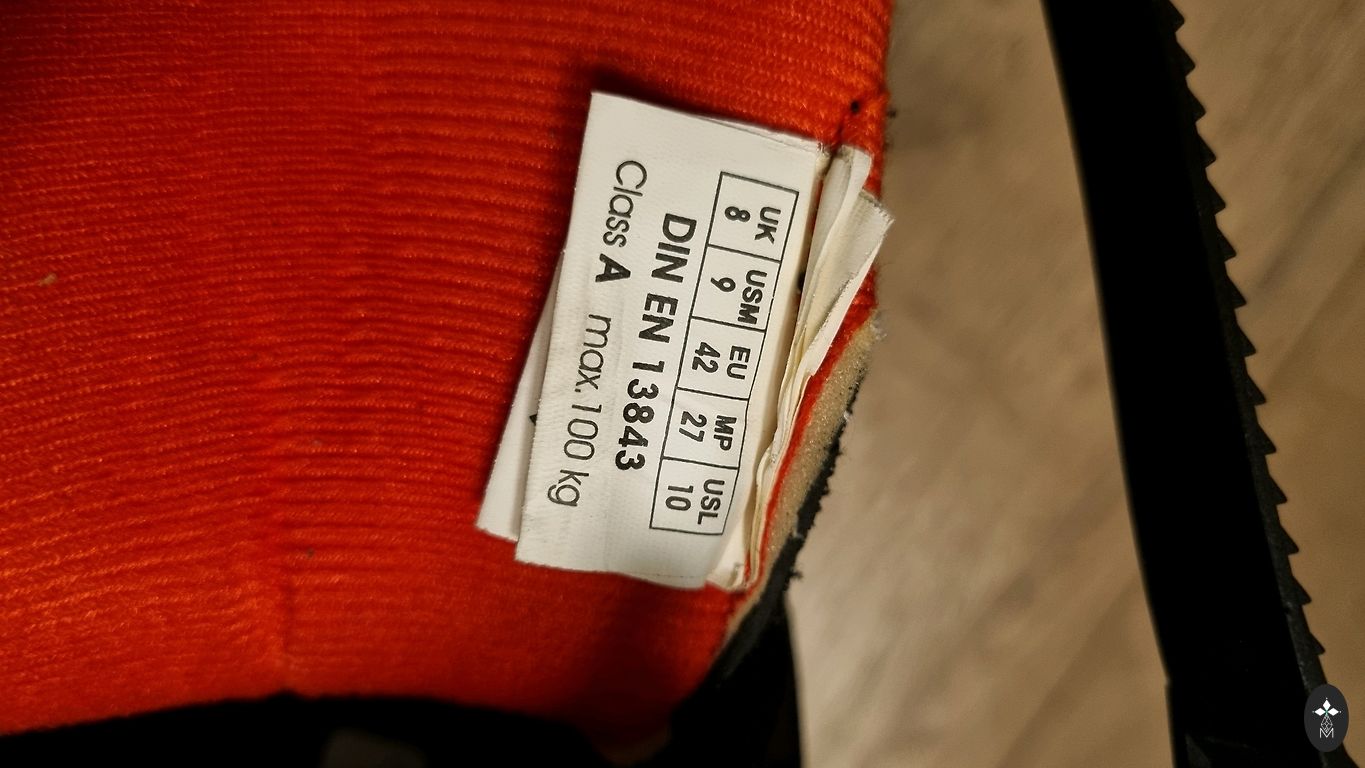 UK USM EU MP USL
8 9 42 27 10
DIN EN 13843
Class A max. 100 kg
M